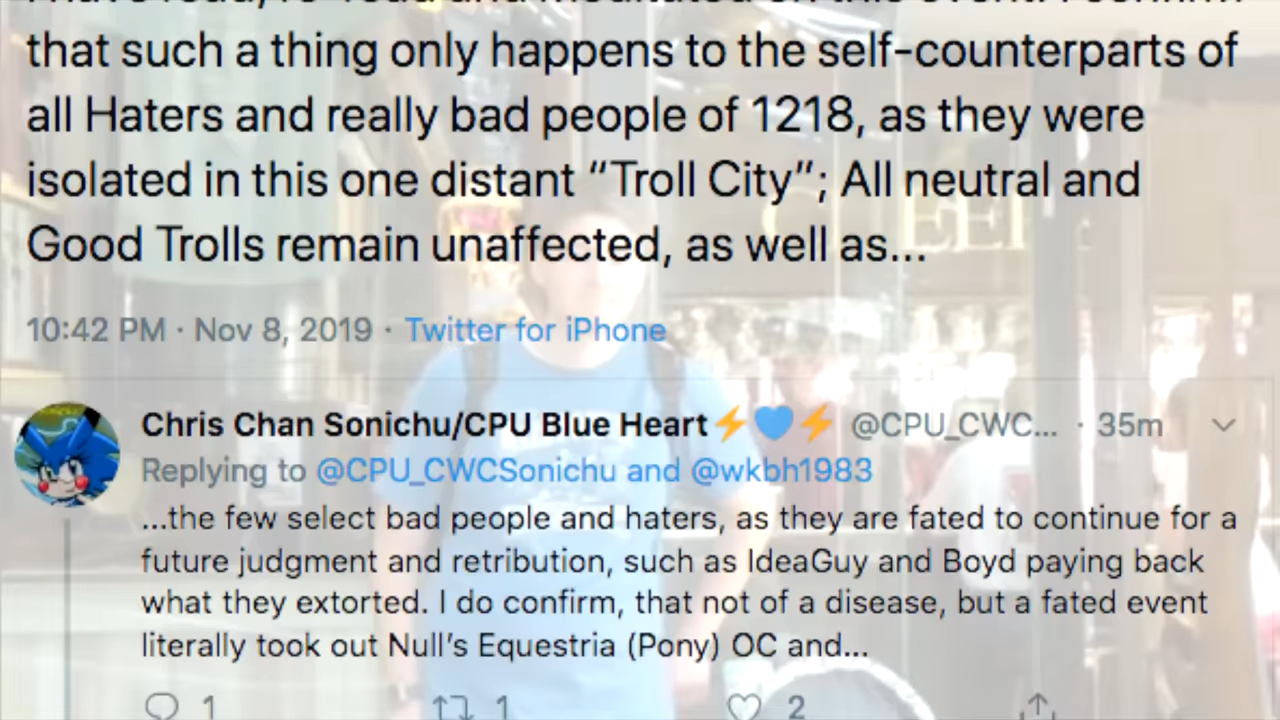 that such a thing only happens to the self-counterparts of
all Haters and really bad people of 1218, as they were
isolated in this one distant “Troll City”; All neutral and
Good Trolls remain unaffected, as well as...
10:42 PM · Nov 8, 2019 · Twitter for iPhone
Chris Chan Sonichu/CPU Blue Heart⚡💙⚡ @CPU_CWC... · 35m
Replying to @CPU_CWCSonichu and @wkbh1983
...the few select bad people and haters, as they are fated to continue for a
future judgment and retribution, such as IdeaGuy and Boyd paying back
what they extorted. I do confirm, that not of a disease, but a fated event
literally took out Null’s Equestria (Pony) OC and...
1 1 2